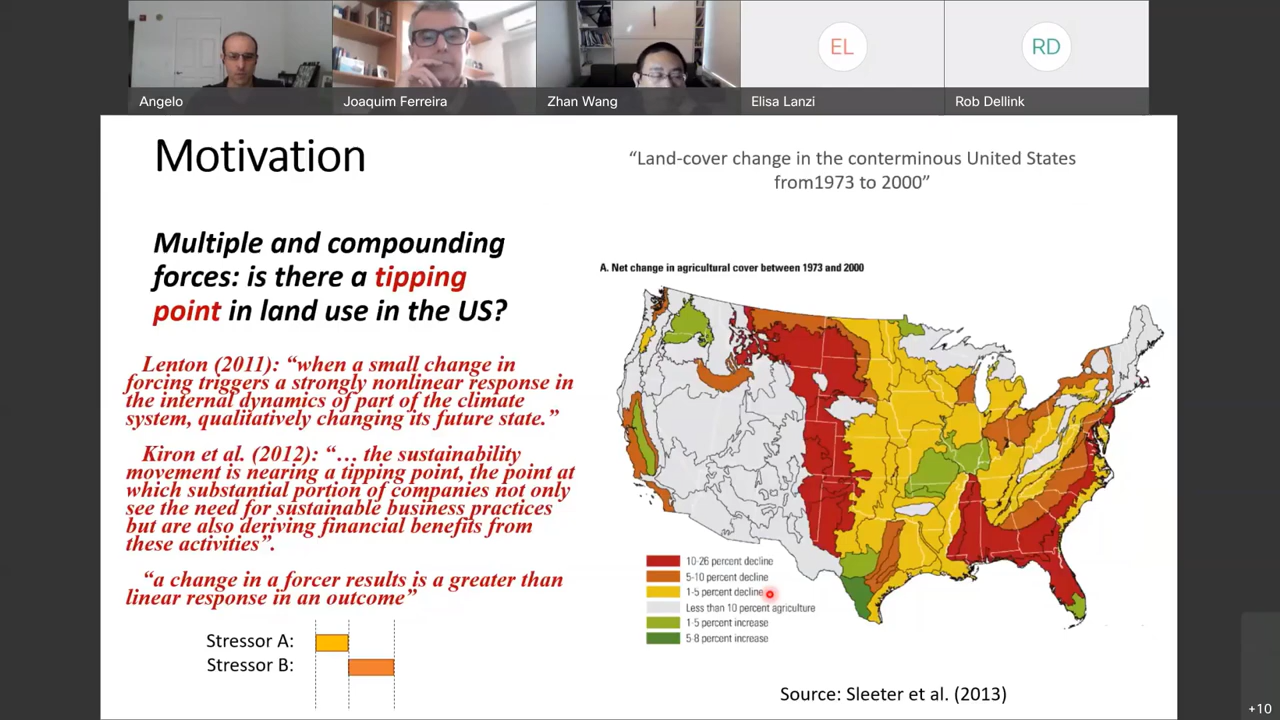 EL
RD
Angelo
Joaquim Ferreira
Zhan Wang
Elisa Lanzi
Rob Dellink
Motivation
“Land-cover change in the conterminous United States
from1973 to 2000”
Multiple and compounding
forces: is there a tipping
point in land use in the US?
A. Net change in agricultural cover between 1973 and 2000
Lenton (2011): “when a small change in
forcing triggers a strongly nonlinear response in
the internal dynamics of part of the climate
system, qualitatively changing its future state.”
Kiron et al. (2012): “… the sustainability
movement is nearing a tipping point, the point at
which substantial portion of companies not only
see the need for sustainable business practices
but are also deriving financial benefits from
these activities”.
“a change in a forcer results is a greater than
linear response in an outcome”
Stressor A:
Stressor B:
10-26 percent decline
5-10 percent decline
1-5 percent decline
Less than 10 percent agriculture
1-5 percent increase
5-8 percent increase
Source: Sleeter et al. (2013)
+10